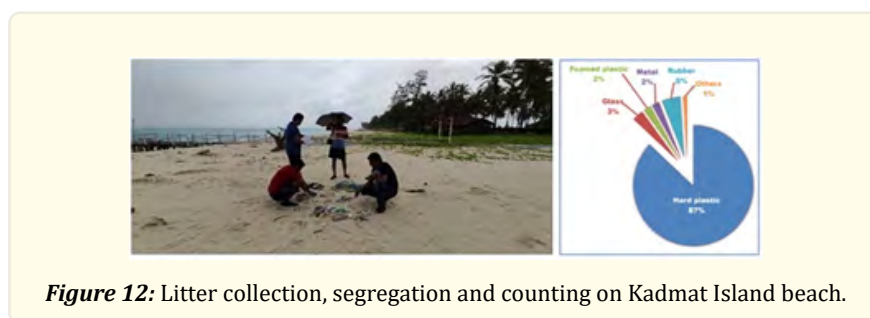 Foamed plastic
2%
Metal
2%
Rubber
5%
Others
1%
Glass
3%
Hard plastic
87%
Figure 12: Litter collection, segregation and counting on Kadmat Island beach.